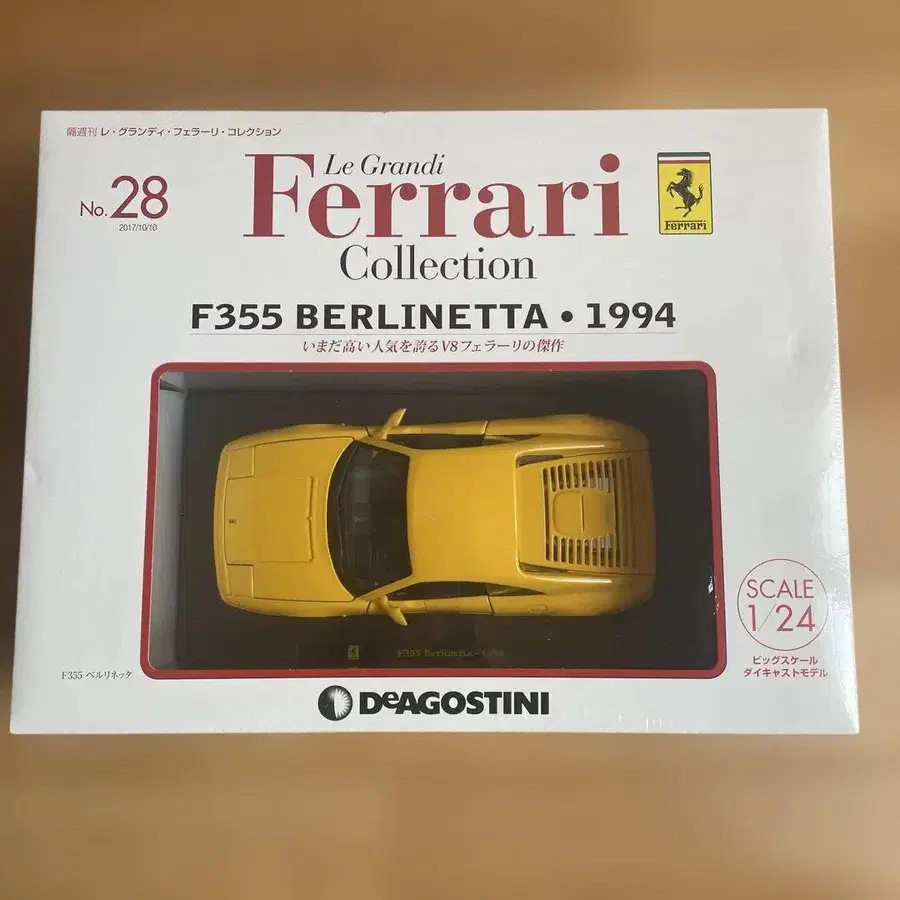 隔週刊 レ・グランディ・フェラーリ・コレクション
No.28
2017/10/10
Le Grandi
Ferrari
Collection
Ferrari
F355 BERLINETTA • 1994
いまだ高い人気を誇るV8フェラーリの傑作
F355 Berlinetta - 1994
SCALE
1/24
ビッグスケール
ダイキャストモデル
F355 ベルリネッタ
DeAGOSTINI